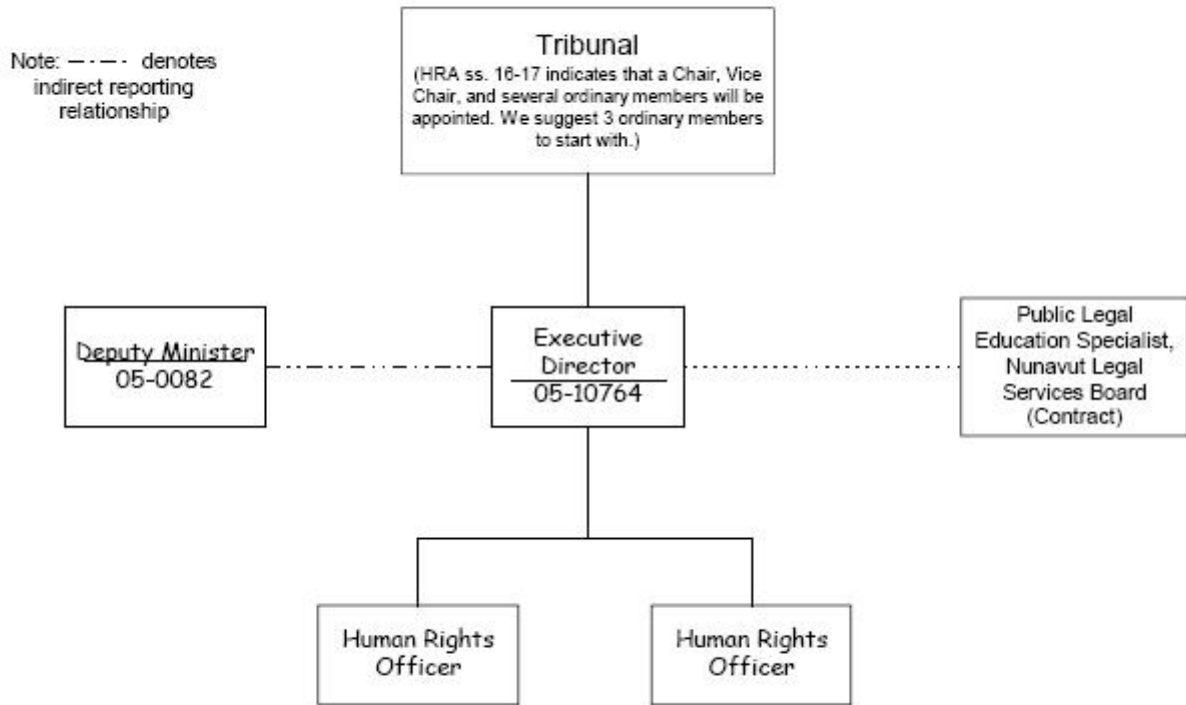 Note: —·—·— denotes
indirect reporting
relationship
Tribunal
(HRA ss. 16-17 indicates that a Chair, Vice
Chair, and several ordinary members will be
appointed. We suggest 3 ordinary members
to start with.)
Deputy Minister
05-0082
Executive
Director
05-10764
Public Legal
Education Specialist,
Nunavut Legal
Services Board
(Contract)
Human Rights
Officer
Human Rights
Officer